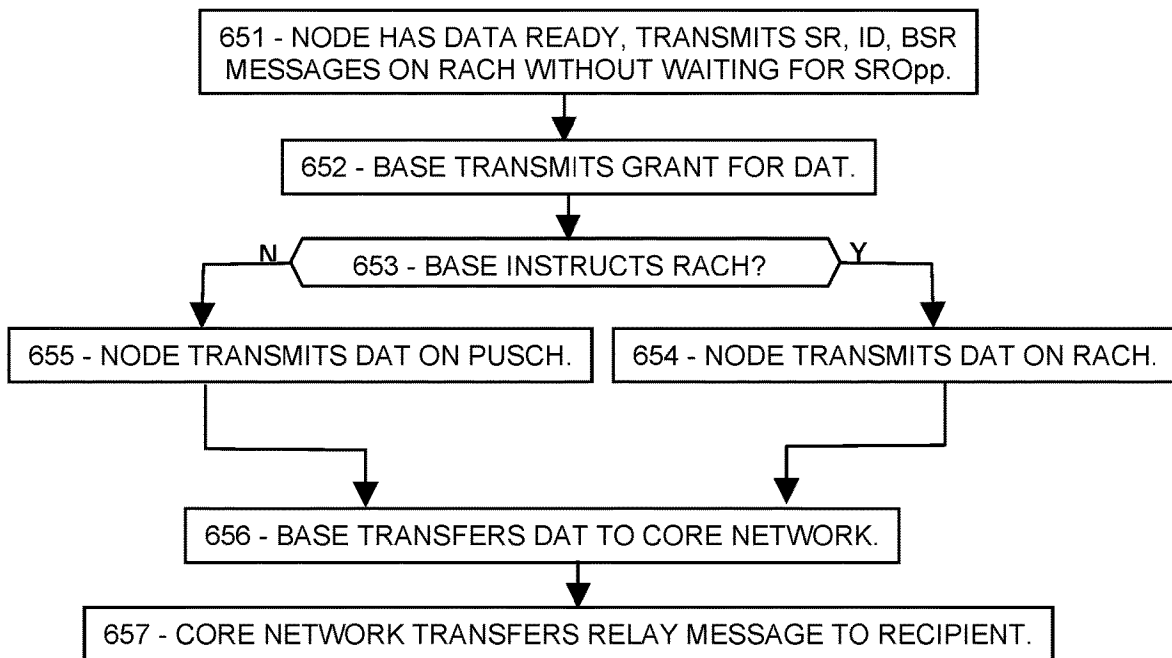 651 - NODE HAS DATA READY, TRANSMITS SR, ID, BSR
MESSAGES ON RACH WITHOUT WAITING FOR SROpp.
652 - BASE TRANSMITS GRANT FOR DAT.
N
653 - BASE INSTRUCTS RACH?
Y
655 - NODE TRANSMITS DAT ON PUSCH.
654 - NODE TRANSMITS DAT ON RACH.
656 - BASE TRANSFERS DAT TO CORE NETWORK.
657 - CORE NETWORK TRANSFERS RELAY MESSAGE TO RECIPIENT.